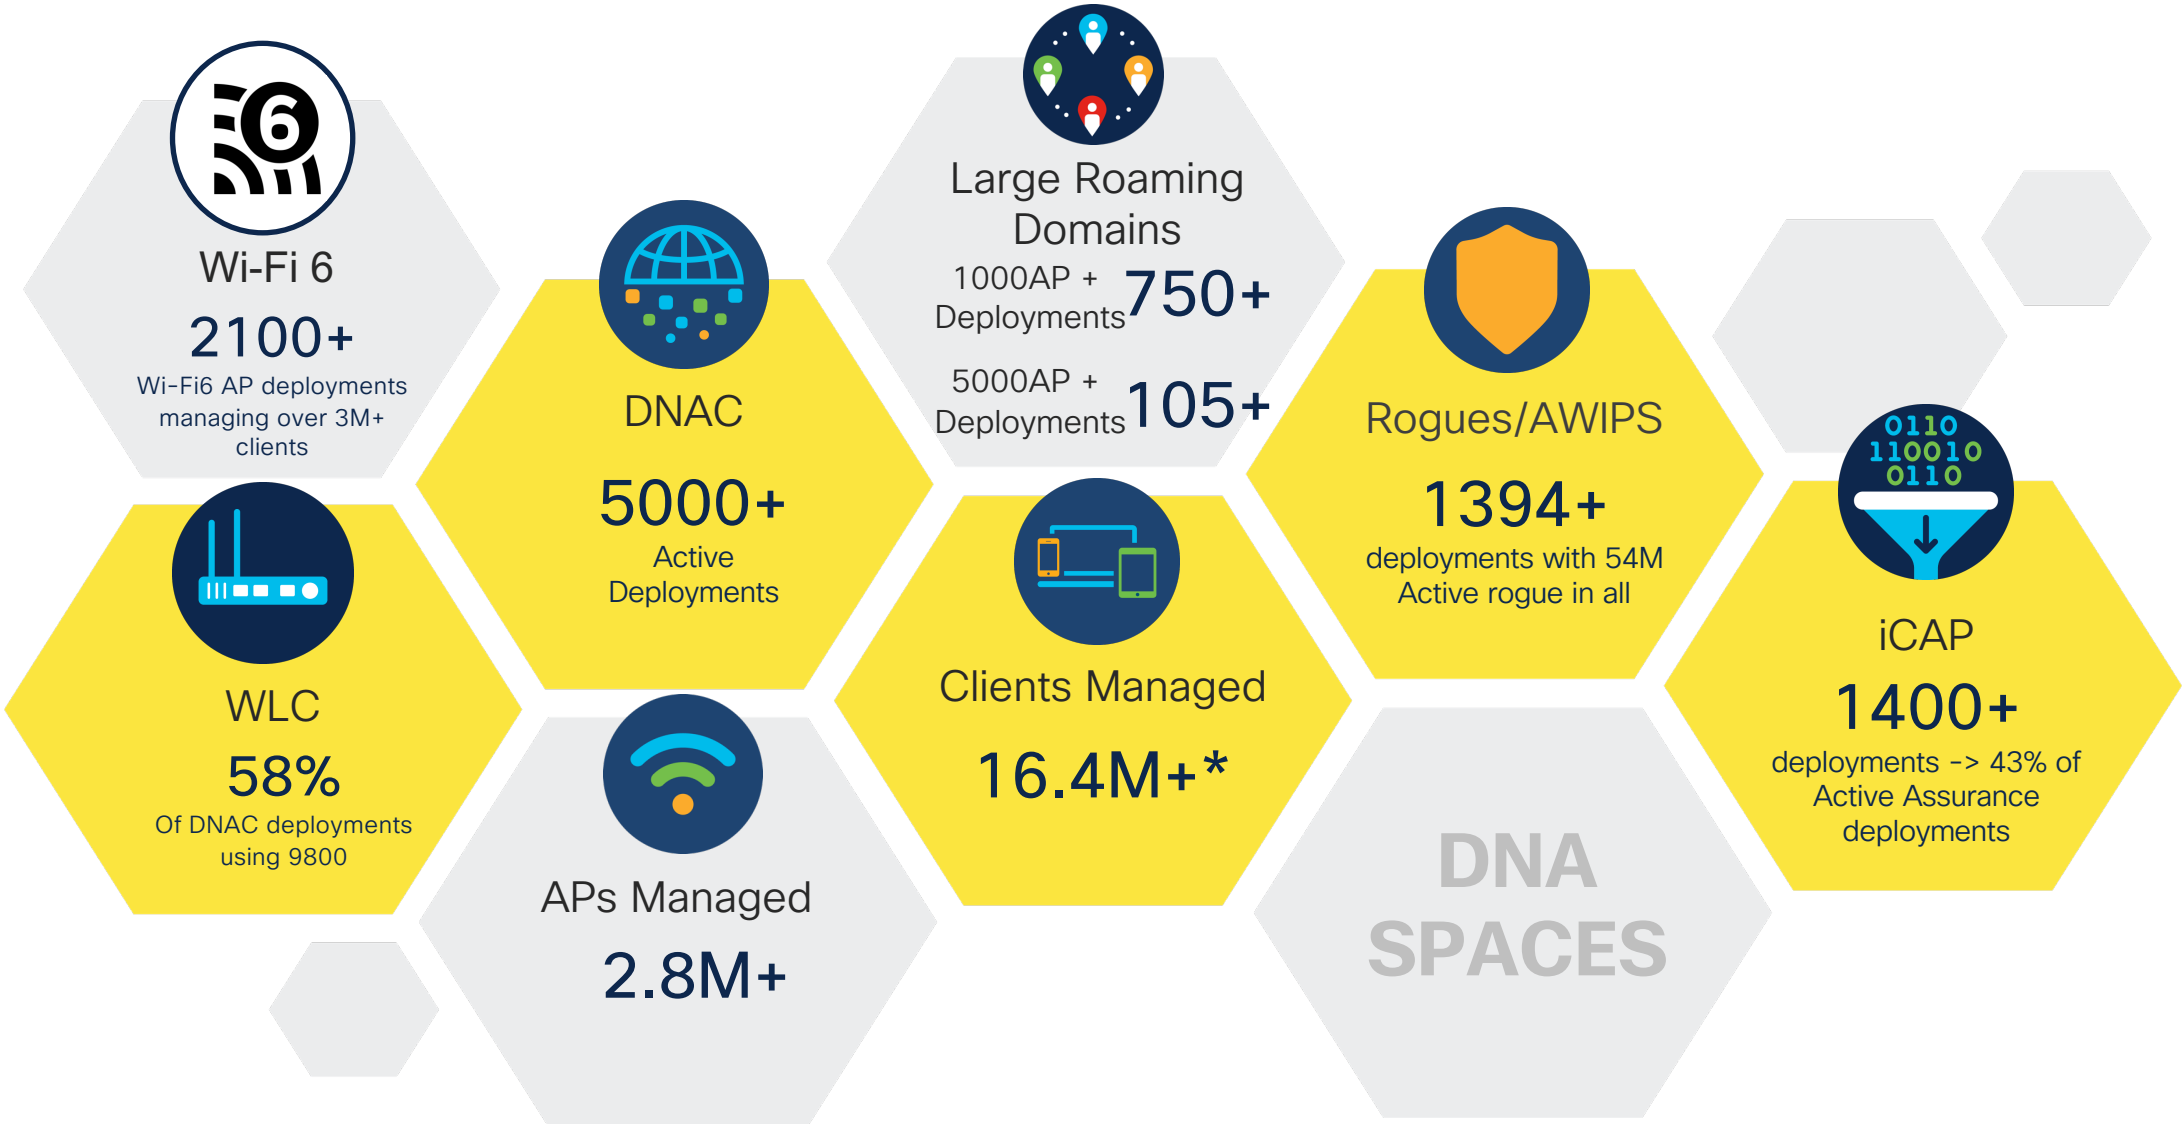 6
Wi-Fi 6
2100+
Wi-Fi6 AP deployments
managing over 3M+
clients
WLC
58%
Of DNAC deployments
using 9800
DNAC
5000+
Active
Deployments
APs Managed
2.8M+
Large Roaming
Domains
1000AP +
Deployments 750+
5000AP +
Deployments 105+
Clients Managed
16.4M+*
Rogues/AWIPS
1394+
deployments with 54M
Active rogue in all
DNA
SPACES
0110
110010
0110
iCAP
1400+
deployments -> 43% of
Active Assurance
deployments